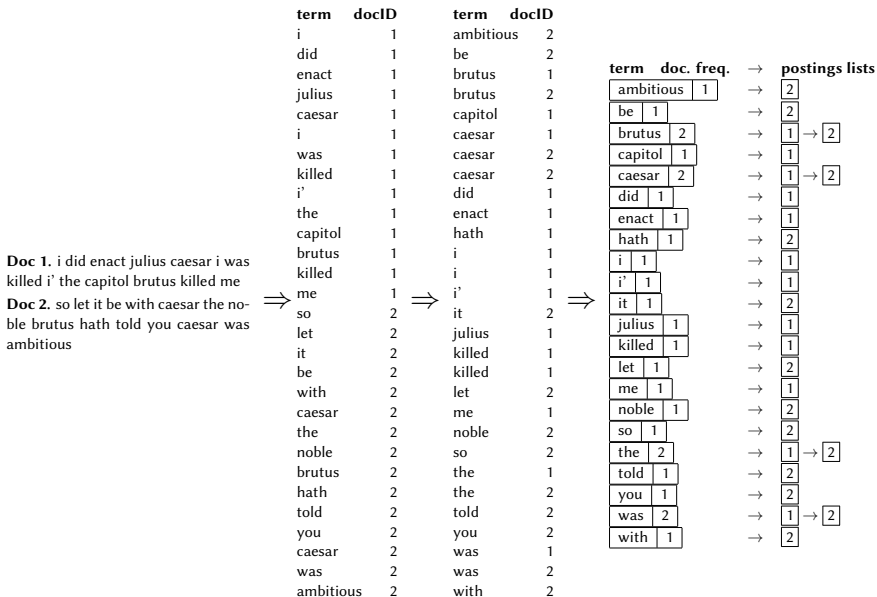 Doc 1. i did enact julius caesar i was
killed i' the capitol brutus killed me
Doc 2. so let it be with caesar the no-
ble brutus hath told you caesar was
ambitious
⇒
term docID
i 1
did 1
enact 1
julius 1
caesar 1
i 1
was 1
killed 1
i' 1
the 1
capitol 1
brutus 1
killed 1
me 1
so 2
let 2
it 2
be 2
with 2
caesar 2
the 2
noble 2
brutus 2
hath 2
told 2
you 2
caesar 2
was 2
ambitious 2
⇒
term docID
ambitious 2
be 2
brutus 1
brutus 2
capitol 1
caesar 1
caesar 2
caesar 2
did 1
enact 1
hath 1
i 1
i 1
i' 1
it 2
julius 1
killed 1
killed 1
let 2
me 1
noble 2
so 2
the 1
the 2
told 2
you 2
was 1
was 2
with 2
⇒
term doc. freq. → postings lists
ambitious 1 → 2
be 1 → 2
brutus 2 → 1 → 2
capitol 1 → 1
caesar 2 → 1 → 2
did 1 → 1
enact 1 → 1
hath 1 → 2
i 1 → 1
i' 1 → 1
it 1 → 2
julius 1 → 1
killed 1 → 1
let 1 → 2
me 1 → 1
noble 1 → 2
so 1 → 2
the 2 → 1 → 2
told 1 → 2
you 1 → 2
was 2 → 1 → 2
with 1 → 2